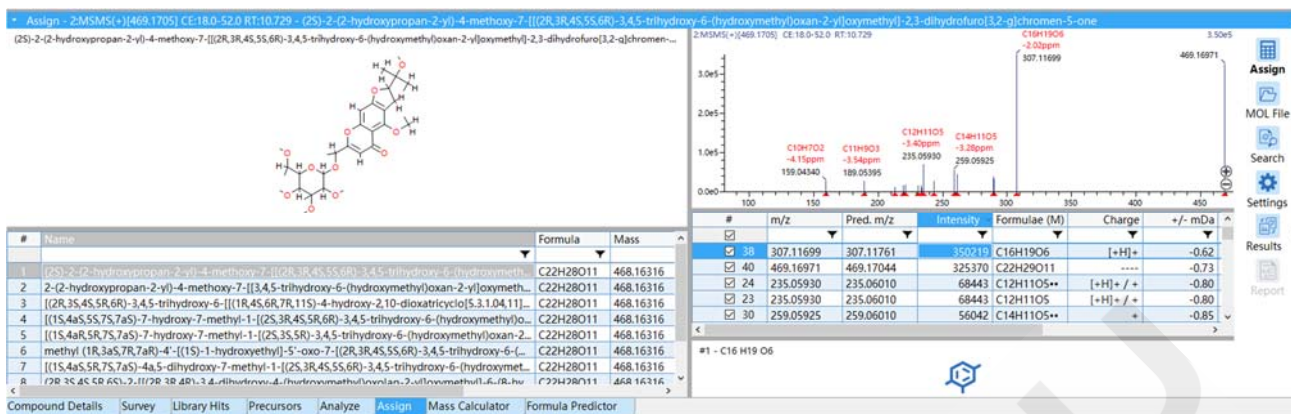 Assign - 2:MSMS(+)[469.1705] CE:18.0-52.0 RT:10.729 - (2S)-2-(2-hydroxypropan-2-yl)-4-methoxy-7-[[(2R,3R,4S,5S,6R)-3,4,5-trihydroxy-6-(hydroxymethyl)oxan-2-yl]oxymethyl]-2,3-dihydrofuro[3,2-g]chromen-5-one
(2S)-2-(2-hydroxypropan-2-yl)-4-methoxy-7-[[(2R,3R,4S,5S,6R)-3,4,5-trihydroxy-6-(hydroxymethyl)oxan-2-yl]oxymethyl]-2,3-dihydrofuro[3,2-g]chromen-...
# Name Formula Mass
1 (2S)-2-(2-hydroxypropan-2-yl)-4-methoxy-7-[[(2R,3R,4S,5S,6R)-3,4,5-trihydroxy-6-(hydroxymeth... C22H28O11 468.16316
2 2-(2-hydroxypropan-2-yl)-4-methoxy-7-[[3,4,5-trihydroxy-6-(hydroxymethyl)oxan-2-yl]oxymeth... C22H28O11 468.16316
3 [(2R,3S,4S,5R,6R)-3,4,5-trihydroxy-6-[[(1R,4S,6R,7R,11S)-4-hydroxy-2,10-dioxatricyclo[5.3.1.04,11]... C22H28O11 468.16316
4 [(1S,4aS,5S,7S,7aS)-7-hydroxy-7-methyl-1-[(2S,3R,4S,5S,6R)-3,4,5-trihydroxy-6-(hydroxymethyl)o... C22H28O11 468.16316
5 [(1S,4aR,5R,7S,7aS)-7-hydroxy-7-methyl-1-[(2S,3S,5R)-3,4,5-trihydroxy-6-(hydroxymethyl)oxan-2... C22H28O11 468.16316
6 methyl (1R,3aS,7R,7aR)-4'-[(1S)-1-hydroxyethyl]-5'-oxo-7-[(2R,3R,4S,5S,6R)-3,4,5-trihydroxy-6-(... C22H28O11 468.16316
7 [(1S,4aS,5R,7S,7aS)-4a,5-dihydroxy-7-methyl-1-[(2S,3R,4S,5S,6R)-3,4,5-trihydroxy-6-(hydroxymet... C22H28O11 468.16316
8 C22H28O11 468.16316
2:MSMS(+)[469.1705] CE:18.0-52.0 RT:10.729 3.50e5
C16H19O6
-2.02ppm
307.11699
469.16971
3.0e5
2.0e5
1.0e5
0.0e0
C10H7O2
-4.15ppm
159.04340
C11H9O3
-3.54ppm
189.05395
C12H11O5
-3.40ppm
235.05930
C14H11O5
-3.28ppm
259.05925
100 150 200 250 300 350 400 450
# m/z Pred. m/z Intensity Formulae (M) Charge +/- mDa
38 307.11699 307.11761 350219 C16H19O6 [+H]+ -0.62
40 469.16971 469.17044 325370 C22H29O11 ---- -0.73
24 235.05930 235.06010 68443 C12H11O5•• [+H]+ / + -0.80
23 235.05930 235.06010 68443 C12H11O5 [+H]+ / + -0.80
30 259.05925 259.06010 56042 C14H11O5•• + -0.85
#1 - C16 H19 O6
Assign
MOL File
Search
Settings
Results
Report
Compound Details Survey Library Hits Precursors Analyze Assign Mass Calculator Formula Predictor